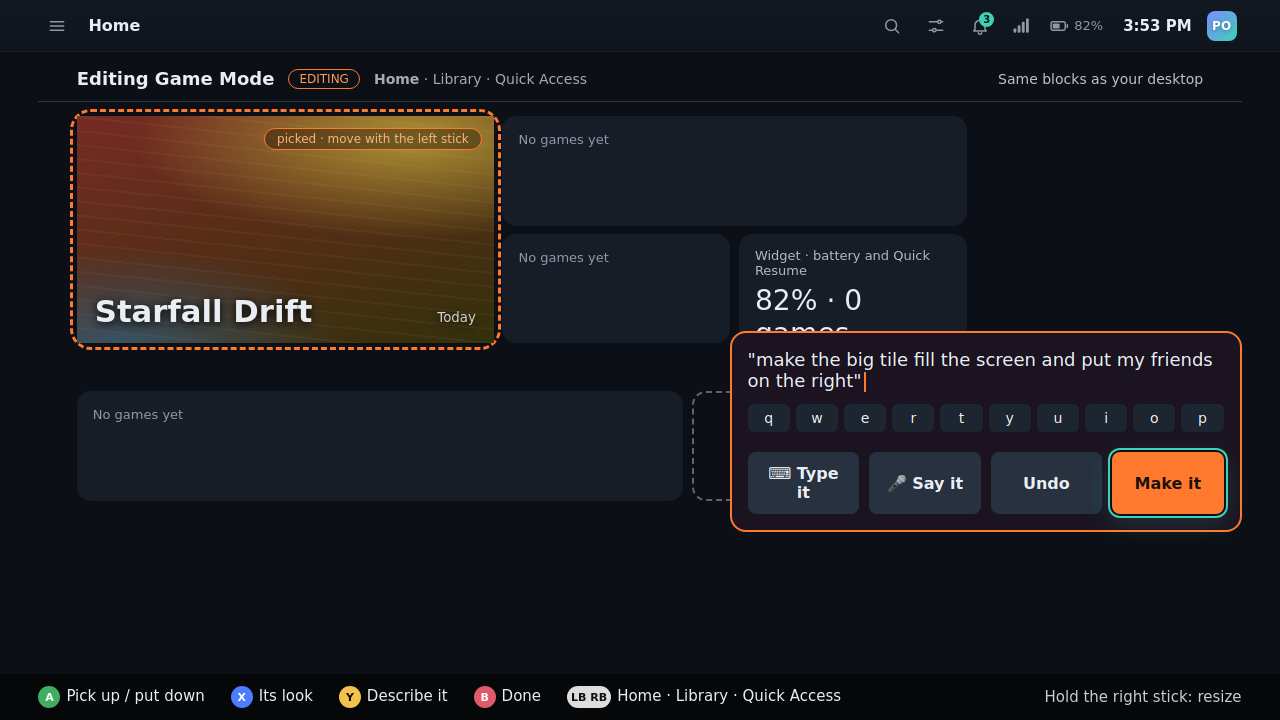 Home
3
82%
3:53 PM
PO
Editing Game Mode
EDITING
Home · Library · Quick Access
Same blocks as your desktop
picked · move with the left stick
Starfall Drift
Today
No games yet
No games yet
Widget · battery and Quick
Resume
82% · 0
games
No games yet
"make the big tile fill the screen and put my friends
on the right"
q w e r t y u i o p
Type
it
Say it
Undo
Make it
A Pick up / put down
X Its look
Y Describe it
B Done
LB RB Home · Library · Quick Access
Hold the right stick: resize